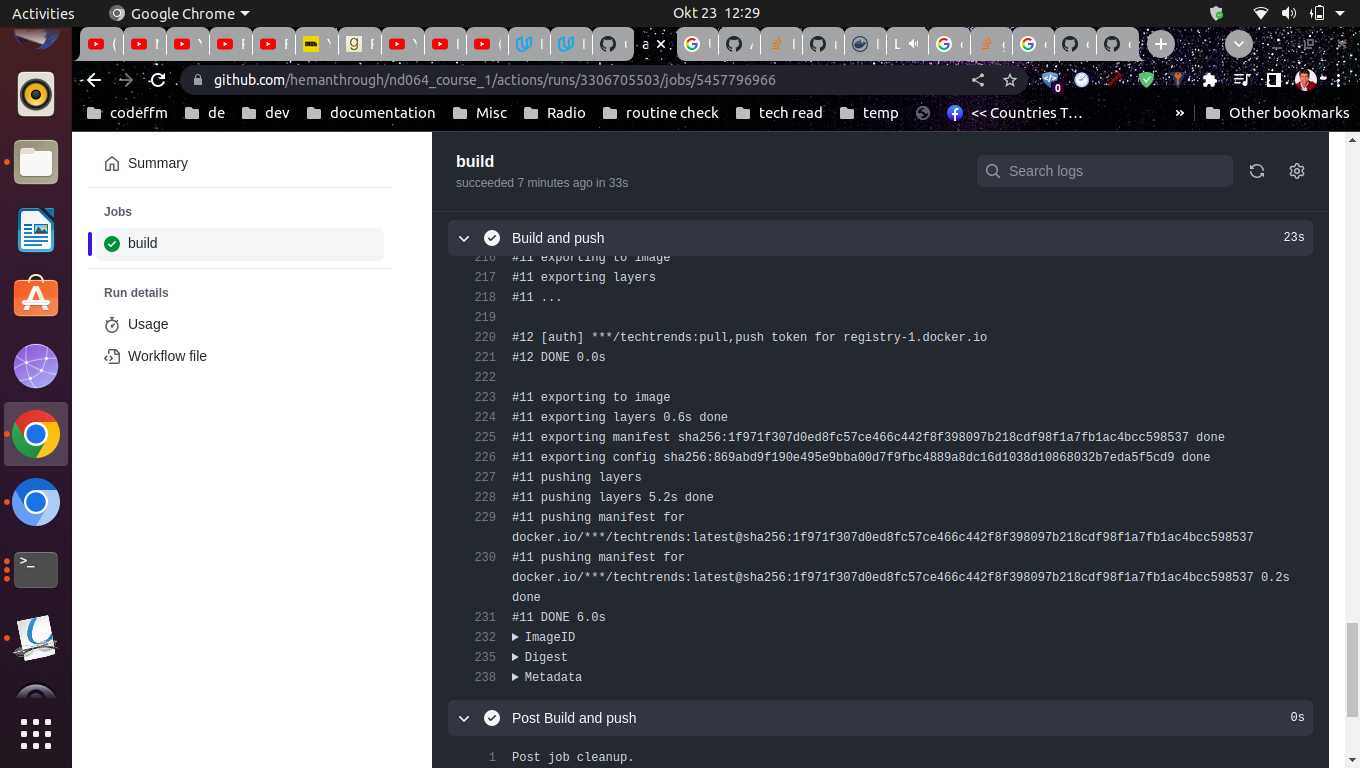 Activities
Google Chrome
Okt 23 12:29
github.com/hemanthrough/nd064_course_1/actions/runs/3306705503/jobs/5457796966
codeffm
de
dev
documentation
Misc
Radio
routine check
tech read
temp
<< Countries T…
»
Other bookmarks
Summary
Jobs
build
Run details
Usage
Workflow file
build
succeeded 7 minutes ago in 33s
Search logs
Build and push
23s
216 #11 exporting to image
217 #11 exporting layers
218 #11 ...
219
220 #12 [auth] ***/techtrends:pull,push token for registry-1.docker.io
221 #12 DONE 0.0s
222
223 #11 exporting to image
224 #11 exporting layers 0.6s done
225 #11 exporting manifest sha256:1f971f307d0ed8fc57ce466c442f8f398097b218cdf98f1a7fb1ac4bcc598537 done
226 #11 exporting config sha256:869abd9f190e495e9bba00d7f9fbc4889a8dc16d1038d10868032b7eda5f5cd9 done
227 #11 pushing layers
228 #11 pushing layers 5.2s done
229 #11 pushing manifest for
docker.io/***/techtrends:latest@sha256:1f971f307d0ed8fc57ce466c442f8f398097b218cdf98f1a7fb1ac4bcc598537
230 #11 pushing manifest for
docker.io/***/techtrends:latest@sha256:1f971f307d0ed8fc57ce466c442f8f398097b218cdf98f1a7fb1ac4bcc598537 0.2s
done
231 #11 DONE 6.0s
232 ImageID
235 Digest
238 Metadata
Post Build and push
0s
1 Post job cleanup.